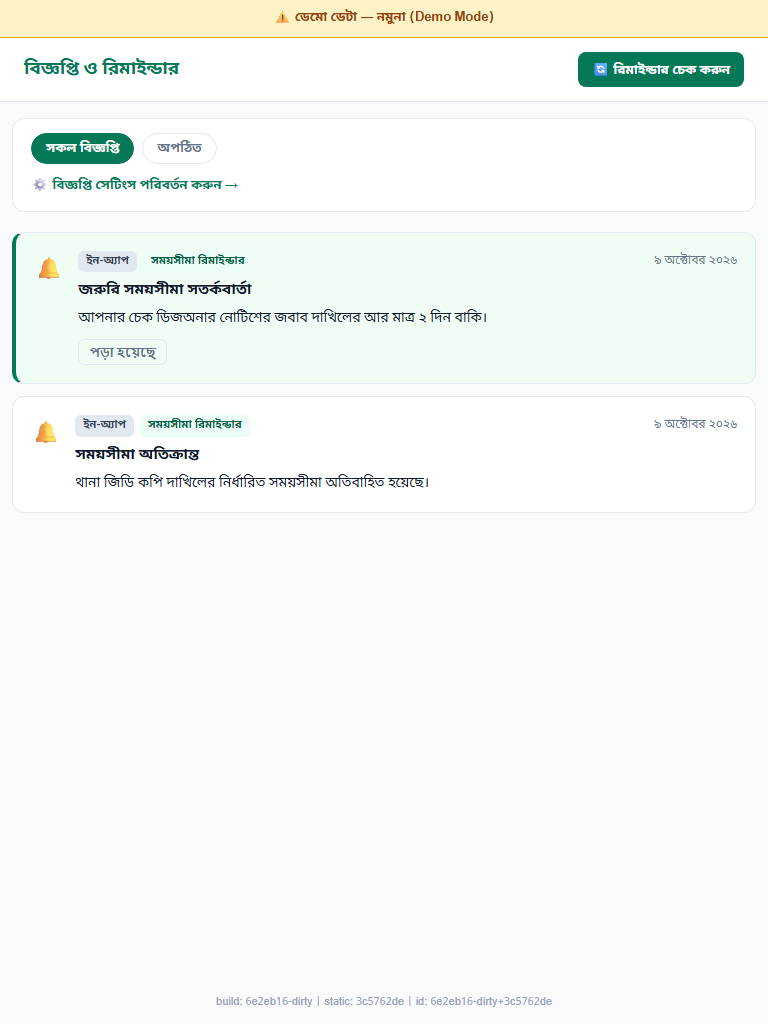 ⚠️ ডেমো ডেটা — নমুনা (Demo Mode)
বিজ্ঞপ্তি ও রিমাইন্ডার
🔄 রিমাইন্ডার চেক করুন
সকল বিজ্ঞপ্তি
অপঠিত
⚙️ বিজ্ঞপ্তি সেটিংস পরিবর্তন করুন →
ইন-অ্যাপ সময়সীমা রিমাইন্ডার ৯ অক্টোবর ২০২৬
জরুরি সময়সীমা সতর্কবার্তা
আপনার চেক ডিজঅনার নোটিশের জবাব দাখিলের আর মাত্র ২ দিন বাকি।
পড়া হয়েছে
ইন-অ্যাপ সময়সীমা রিমাইন্ডার ৯ অক্টোবর ২০২৬
সময়সীমা অতিক্রান্ত
থানা জিডি কপি দাখিলের নির্ধারিত সময়সীমা অতিবাহিত হয়েছে।
build: 6e2eb16-dirty | static: 3c5762de | id: 6e2eb16-dirty+3c5762de